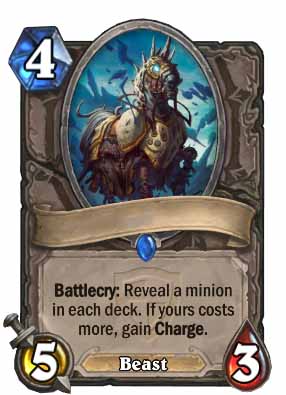 4
Battlecry: Reveal a minion
in each deck. If yours costs
more, gain Charge.
5
Beast
3